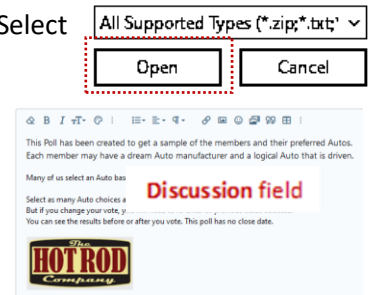 Select
All Supported Types (*.zip;*.txt;*
Open Cancel
B I
This Poll has been created to get a sample of the members and their preferred Autos.
Each member may have a dream Auto manufacturer and a logical Auto that is driven.
Many of us select an Auto bas
Discussion field
Select as many Auto choices a
But if you change your vote, y
You can see the results before or after you vote. This poll has no close date.
The
HOT ROD
Company